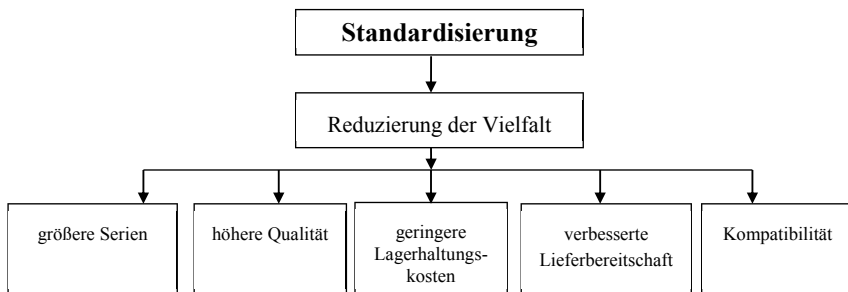 Standardisierung
Reduzierung der Vielfalt
größere Serien
höhere Qualität
geringere
Lagerhaltungs-
kosten
verbesserte
Lieferbereitschaft
Kompatibilität